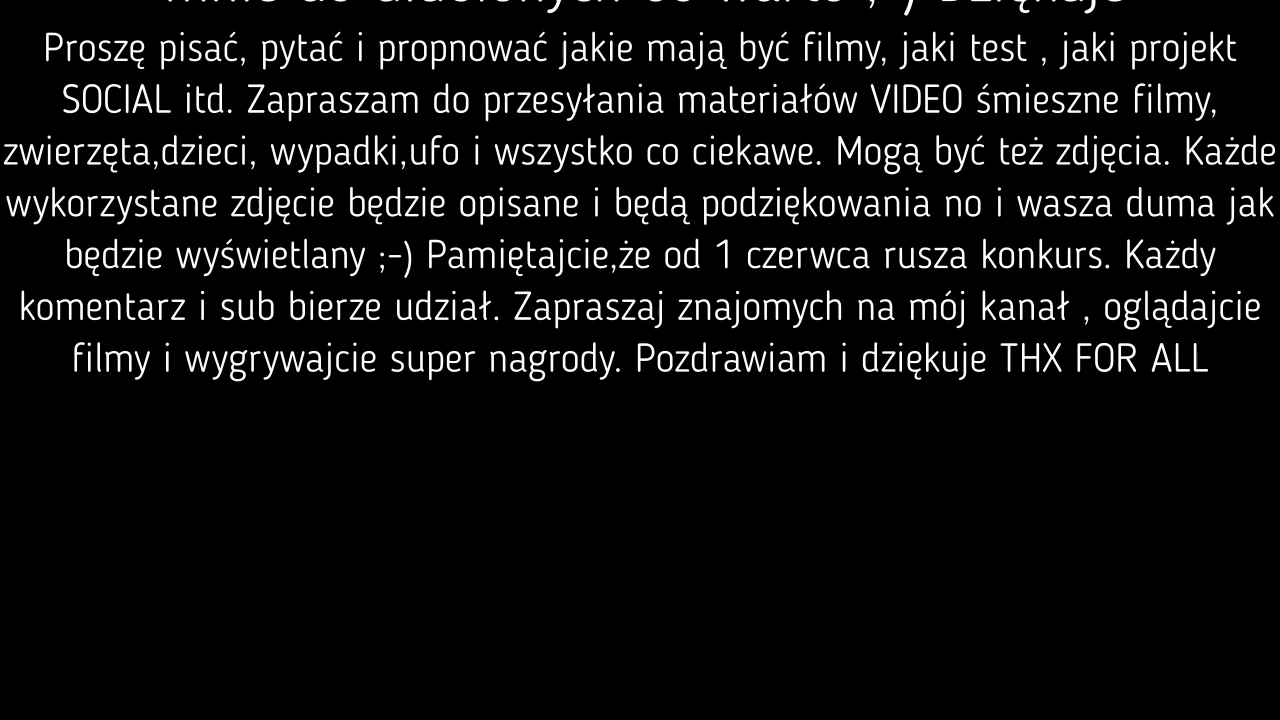 Proszę pisać, pytać i propnować jakie mają być filmy, jaki test , jaki projekt
SOCIAL itd. Zapraszam do przesyłania materiałów VIDEO śmieszne filmy,
zwierzęta,dzieci, wypadki,ufo i wszystko co ciekawe. Mogą być też zdjęcia. Każde
wykorzystane zdjęcie będzie opisane i będą podziękowania no i wasza duma jak
będzie wyświetlany ;-) Pamiętajcie,że od 1 czerwca rusza konkurs. Każdy
komentarz i sub bierze udział. Zapraszaj znajomych na mój kanał , oglądajcie
filmy i wygrywajcie super nagrody. Pozdrawiam i dziękuje THX FOR ALL